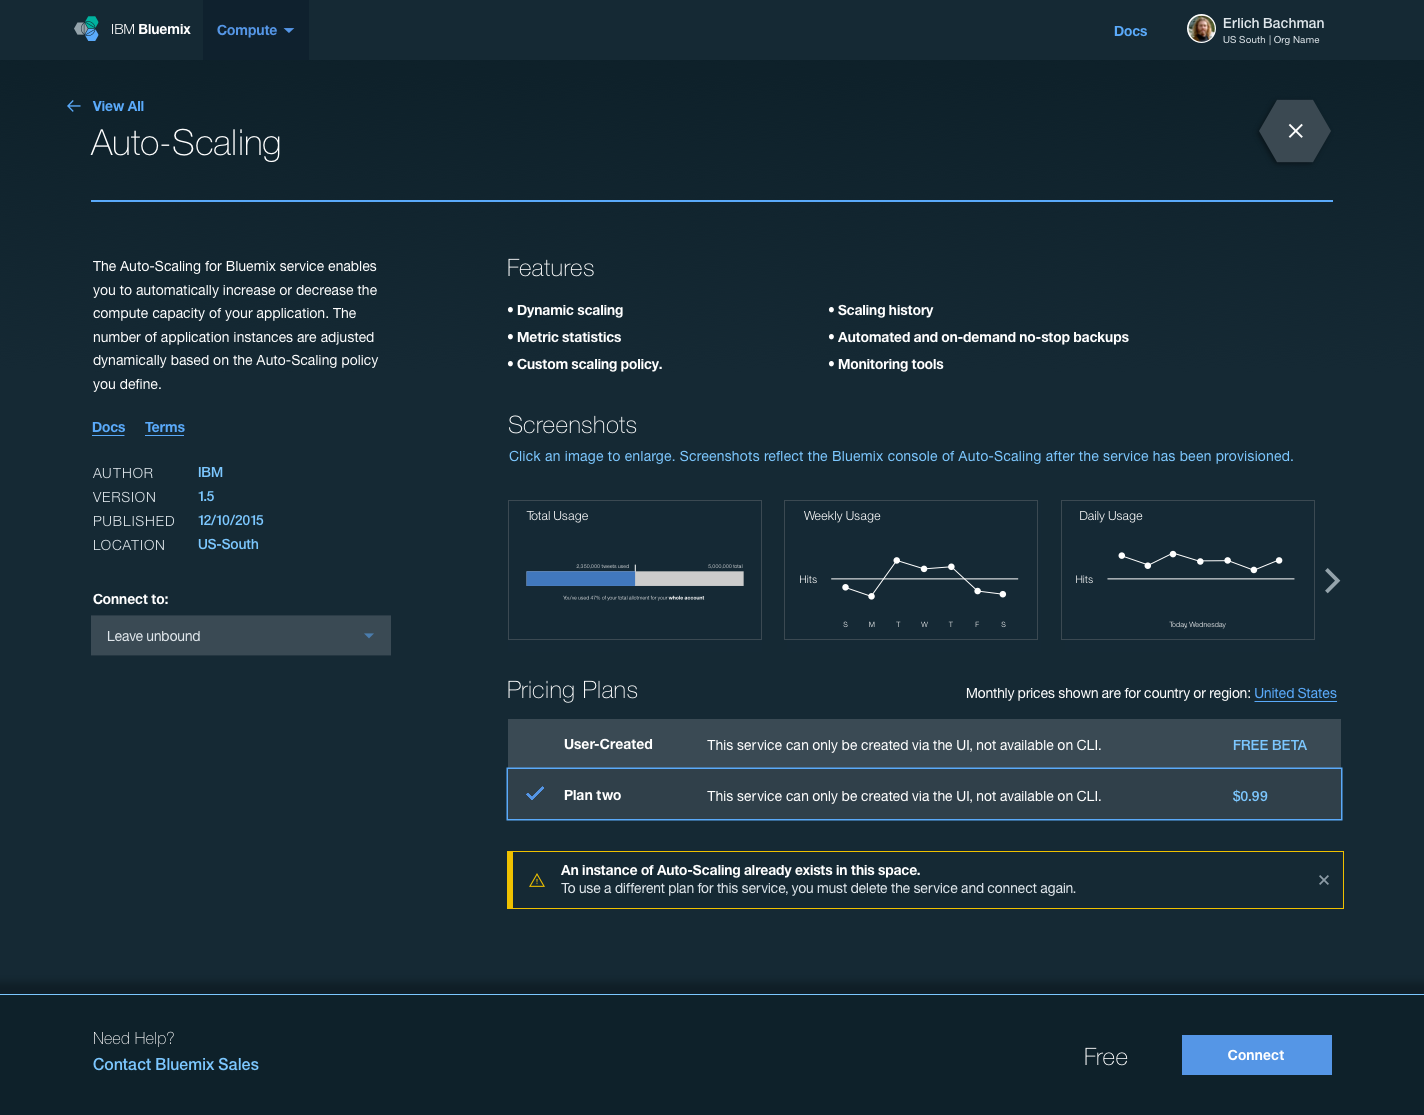 IBM Bluemix
Compute
Docs
Erlich Bachman
US South | Org Name
View All
Auto-Scaling
The Auto-Scaling for Bluemix service enables
you to automatically increase or decrease the
compute capacity of your application. The
number of application instances are adjusted
dynamically based on the Auto-Scaling policy
you define.
Docs
Terms
AUTHOR IBM
VERSION 1.5
PUBLISHED 12/10/2015
LOCATION US-South
Connect to:
Leave unbound
Features
• Dynamic scaling
• Metric statistics
• Custom scaling policy.
• Scaling history
• Automated and on-demand no-stop backups
• Monitoring tools
Screenshots
Click an image to enlarge. Screenshots reflect the Bluemix console of Auto-Scaling after the service has been provisioned.
Total Usage
2,350,000 tweets used
5,000,000 total
You've used 47% of your total allotment for your whole account
Weekly Usage
Hits
S M T W T F S
Daily Usage
Hits
Today, Wednesday
Pricing Plans
Monthly prices shown are for country or region: United States
User-Created This service can only be created via the UI, not available on CLI. FREE BETA
Plan two This service can only be created via the UI, not available on CLI. $0.99
An instance of Auto-Scaling already exists in this space.
To use a different plan for this service, you must delete the service and connect again.
Need Help?
Contact Bluemix Sales
Free
Connect